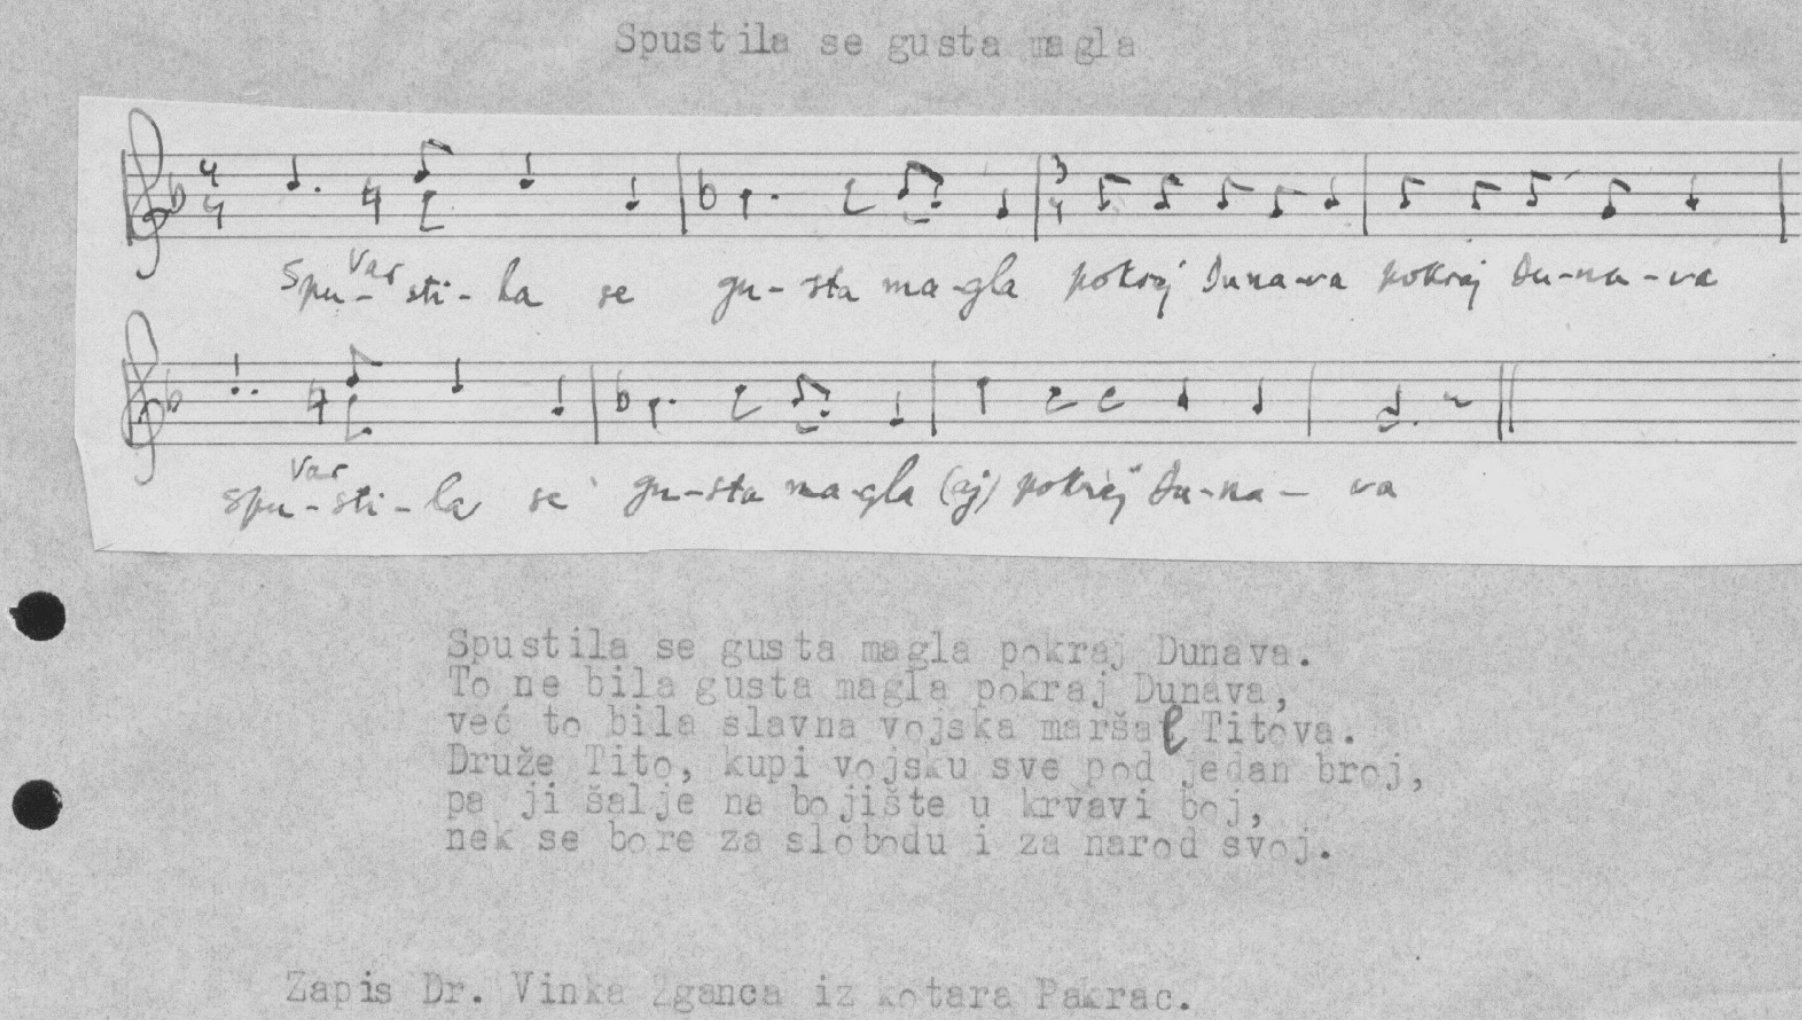 Spustila se gusta magla
4 4
3 4
Var
Spu - sti - la se gu - sta ma - gla pokraj Duna-va pokraj Du-na-va
Var
spu - sti - la se gu-sta ma-gla (aj) pokraj Du-na - va
Spustila se gusta magla pokraj Dunava.
To ne bila gusta magla pokraj Dunava,
već to bila slavna vojska maršal Titova.
Druže Tito, kupi vojsku sve pod jedan broj,
pa ji šalje na bojište u krvavi boj,
nek se bore za slobodu i za narod svoj.
Zapis Dr. Vinka Žganca iz kotara Pakrac.